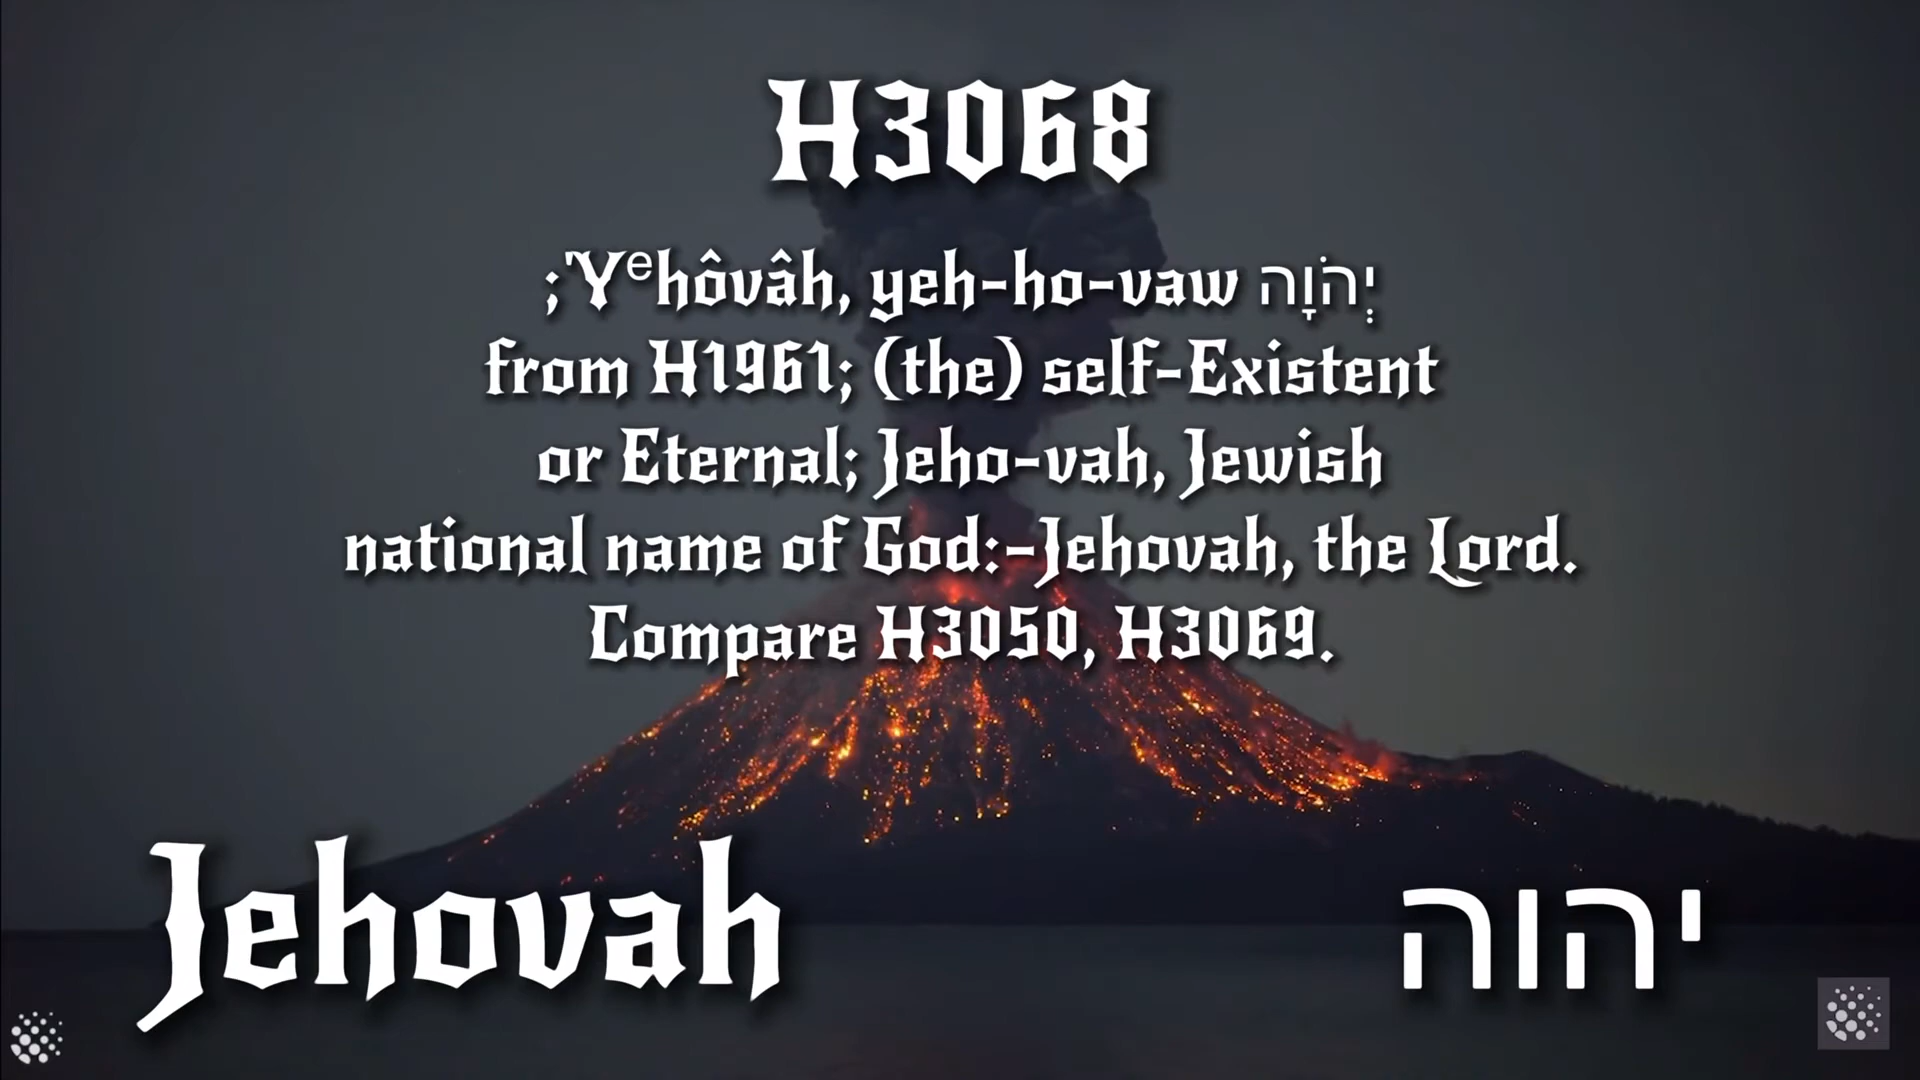 H3068
;'Yᵉhôvâh, yeh-ho-vaw יְהֹוָה
from H1961; (the) self-Existent
or Eternal; Jeho-vah, Jewish
national name of God:-Jehovah, the Lord.
Compare H3050, H3069.
Jehovah
יהוה